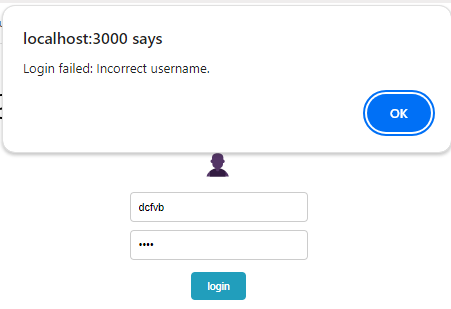 localhost:3000 says
Login failed: Incorrect username.
OK
dcfvb
••••
login